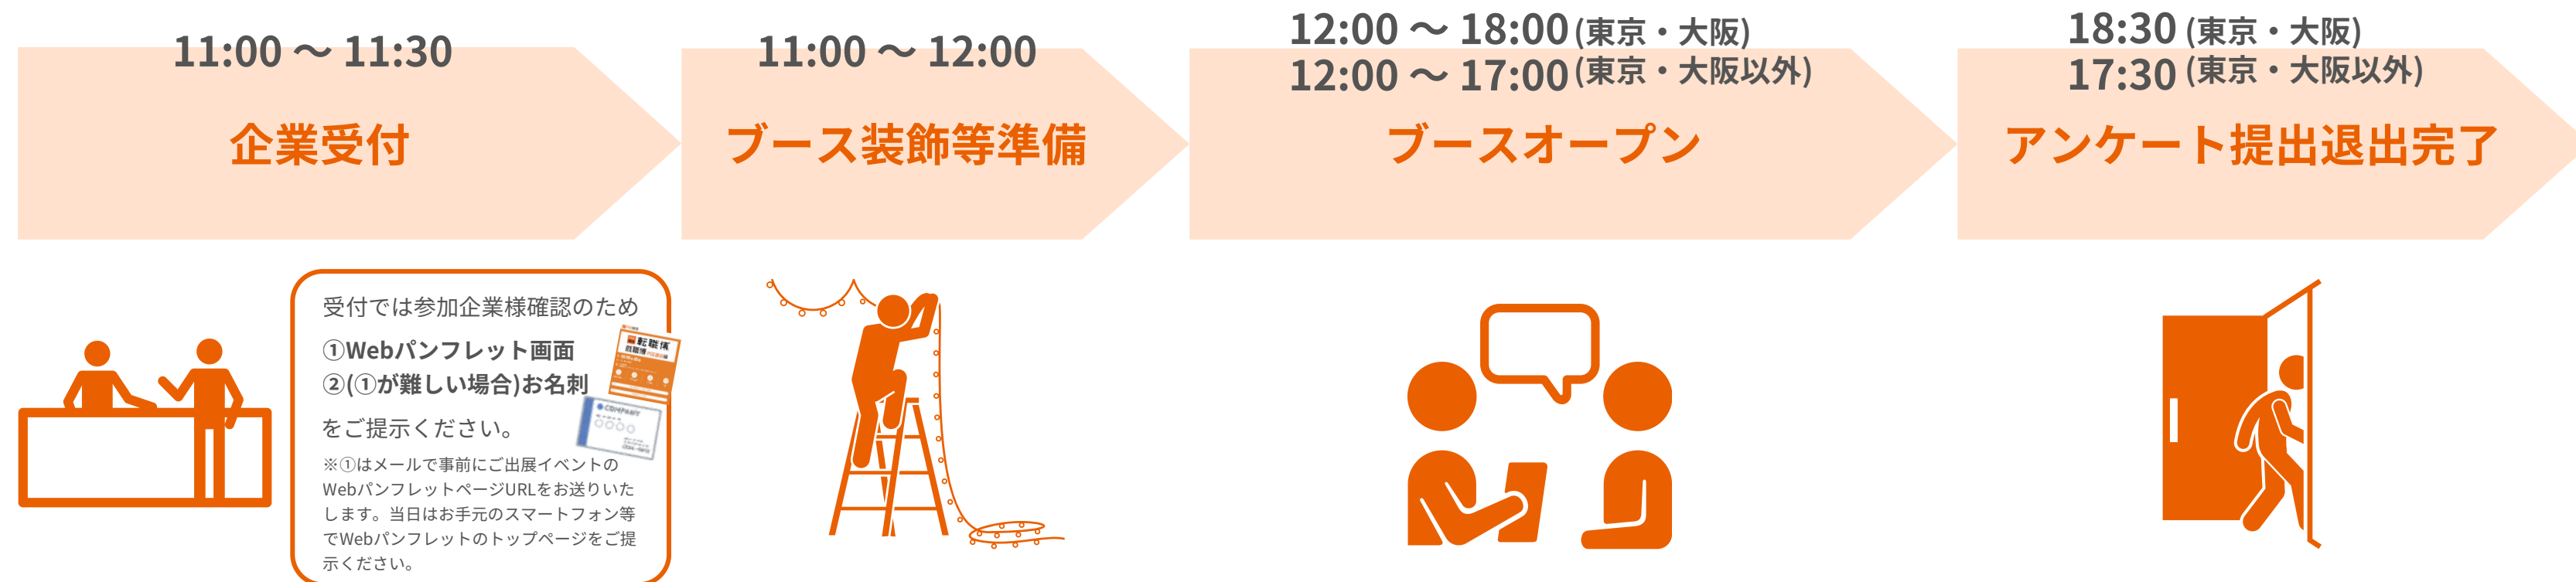 11:00 〜 11:30
企業受付
11:00 〜 12:00
ブース装飾等準備
12:00 〜 18:00 (東京・大阪)
12:00 〜 17:00 (東京・大阪以外)
ブースオープン
18:30 (東京・大阪)
17:30 (東京・大阪以外)
アンケート提出退出完了
受付では参加企業様確認のため
①Webパンフレット画面
②(①が難しい場合)お名刺
をご提示ください。
※①はメールで事前にご出展イベントの
WebパンフレットページURLをお送りいた
します。当日はお手元のスマートフォン等
でWebパンフレットのトップページをご提
示ください。
転職博
就職博
COMPANY